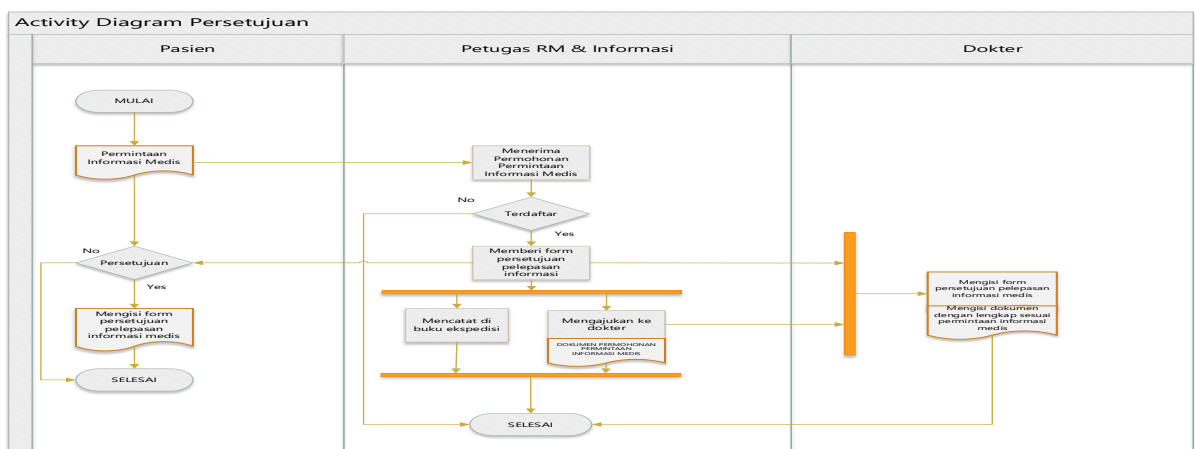 Activity Diagram Persetujuan
Pasien
Petugas RM & Informasi
Dokter
MULAI
Permintaan
Informasi Medis
Menerima
Permohonan
Permintaan
Informasi Medis
No
Terdaftar
Yes
No
Persetujuan
Yes
Memberi form
persetujuan
pelepasan
informasi
Mengisi form
persetujuan
pelepasan
informasi medis
SELESAI
Mencatat di
buku ekspedisi
Mengajukan ke
dokter
DOKUMEN PERMOHONAN
PERMINTAAN
INFORMASI MEDIS
SELESAI
Mengisi form
persetujuan pelepasan
informasi medis
Mengisi dokumen
dengan lengkap sesuai
permintaan informasi
medis